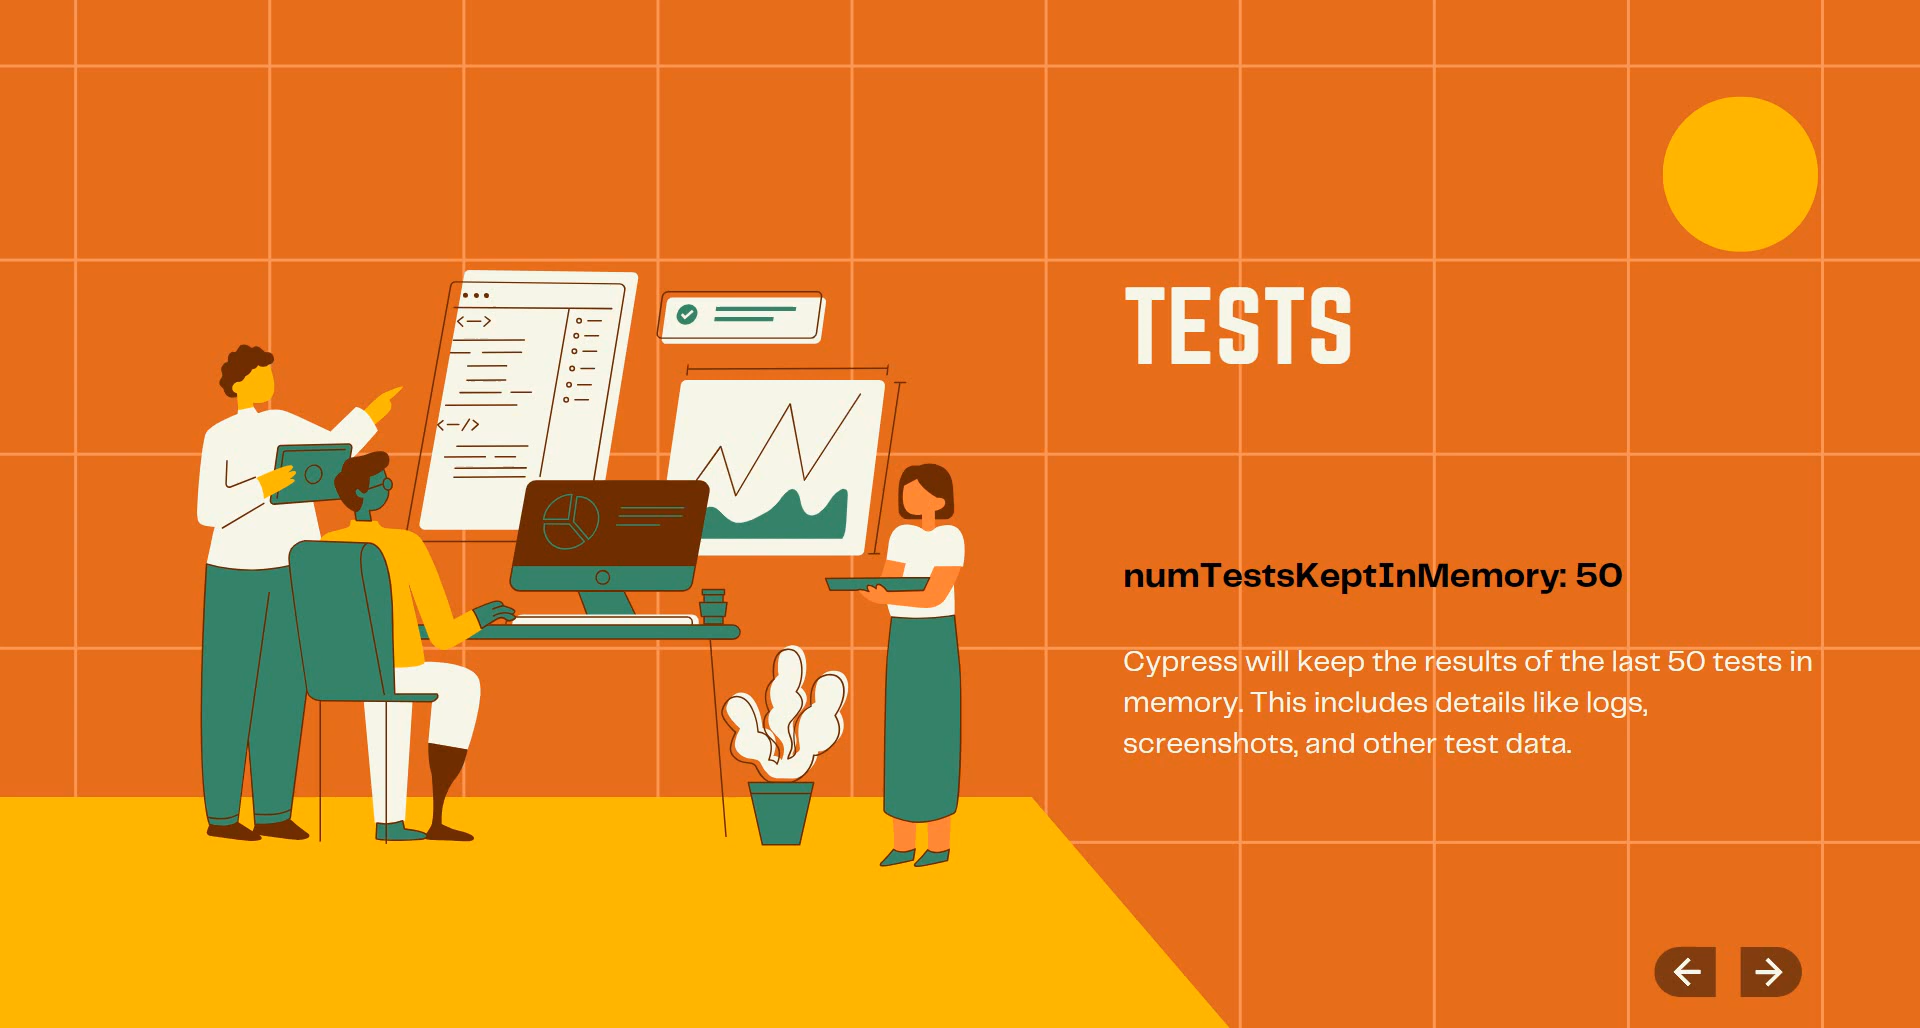 TESTS
numTestsKeptInMemory: 50
Cypress will keep the results of the last 50 tests in
memory. This includes details like logs,
screenshots, and other test data.